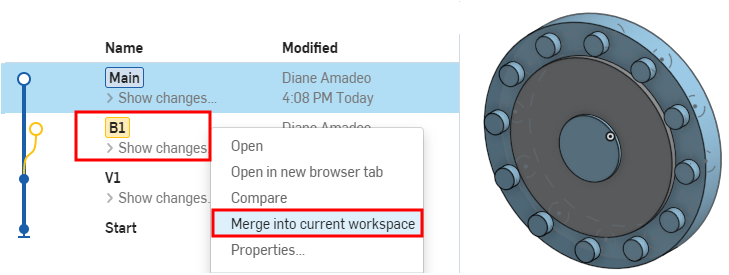 Name Modified
Main Diane Amadeo
Show changes... 4:08 PM Today
B1 Diane Amadeo
Show changes
Open
Open in new browser tab
V1
Compare
Show changes..
Start Merge into current workspace
Properties...